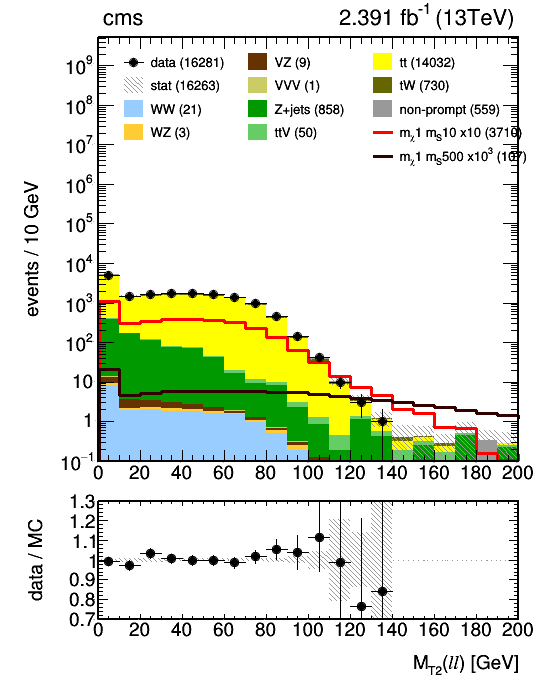 cms 2.391 fb⁻¹ (13TeV)
data (16281) VZ (9) tt (14032)
stat (16263) VVV (1) tW (730)
WW (21) Z+jets (858) non-prompt (559)
WZ (3) ttV (50) mχ1 mS10 x10 (3710)
mχ1 mS500 x10³ (107)
events / 10 GeV
10⁹
10⁸
10⁷
10⁶
10⁵
10⁴
10³
10²
10
1
10⁻¹
0 20 40 60 80 100 120 140 160 180 200
data / MC
1.3
1.2
1.1
1
0.9
0.8
0.7
0 20 40 60 80 100 120 140 160 180 200
MT2(ll) [GeV]